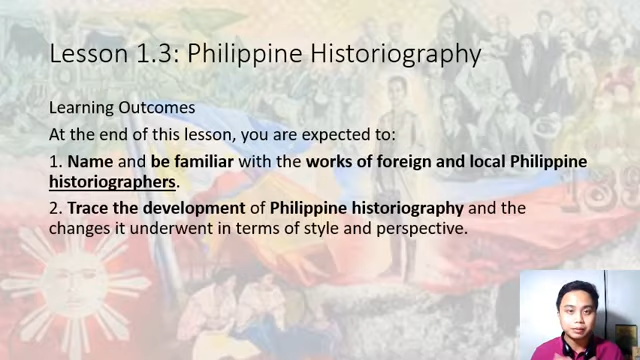 Lesson 1.3: Philippine Historiography
Learning Outcomes
At the end of this lesson, you are expected to:
1. Name and be familiar with the works of foreign and local Philippine
historiographers.
2. Trace the development of Philippine historiography and the
changes it underwent in terms of style and perspective.